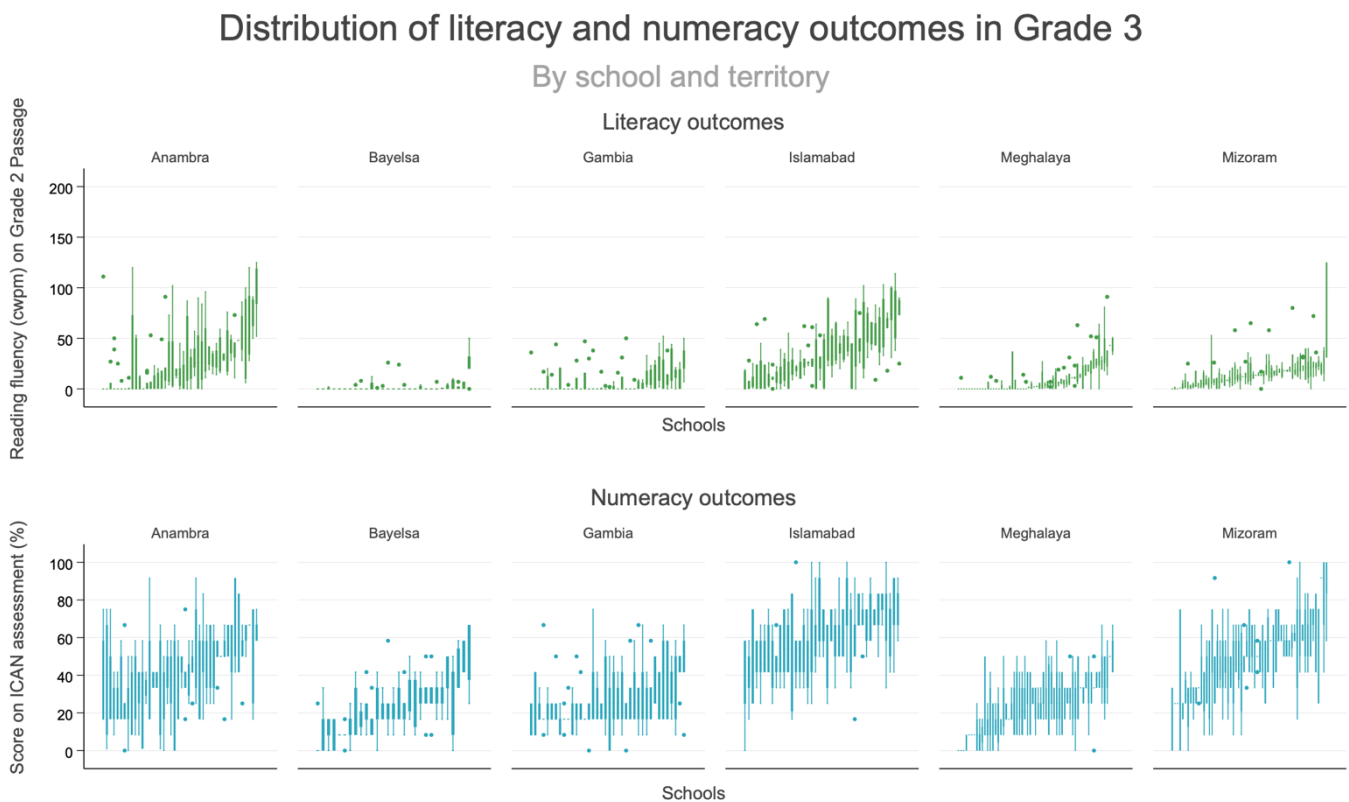 Distribution of literacy and numeracy outcomes in Grade 3
By school and territory
Literacy outcomes
Reading fluency (cwpm) on Grade 2 Passage
Anambra
Bayelsa
Gambia
Islamabad
Meghalaya
Mizoram
200
150
100
50
0
Schools
Numeracy outcomes
Score on ICAN assessment (%)
Anambra
Bayelsa
Gambia
Islamabad
Meghalaya
Mizoram
100
80
60
40
20
0
Schools